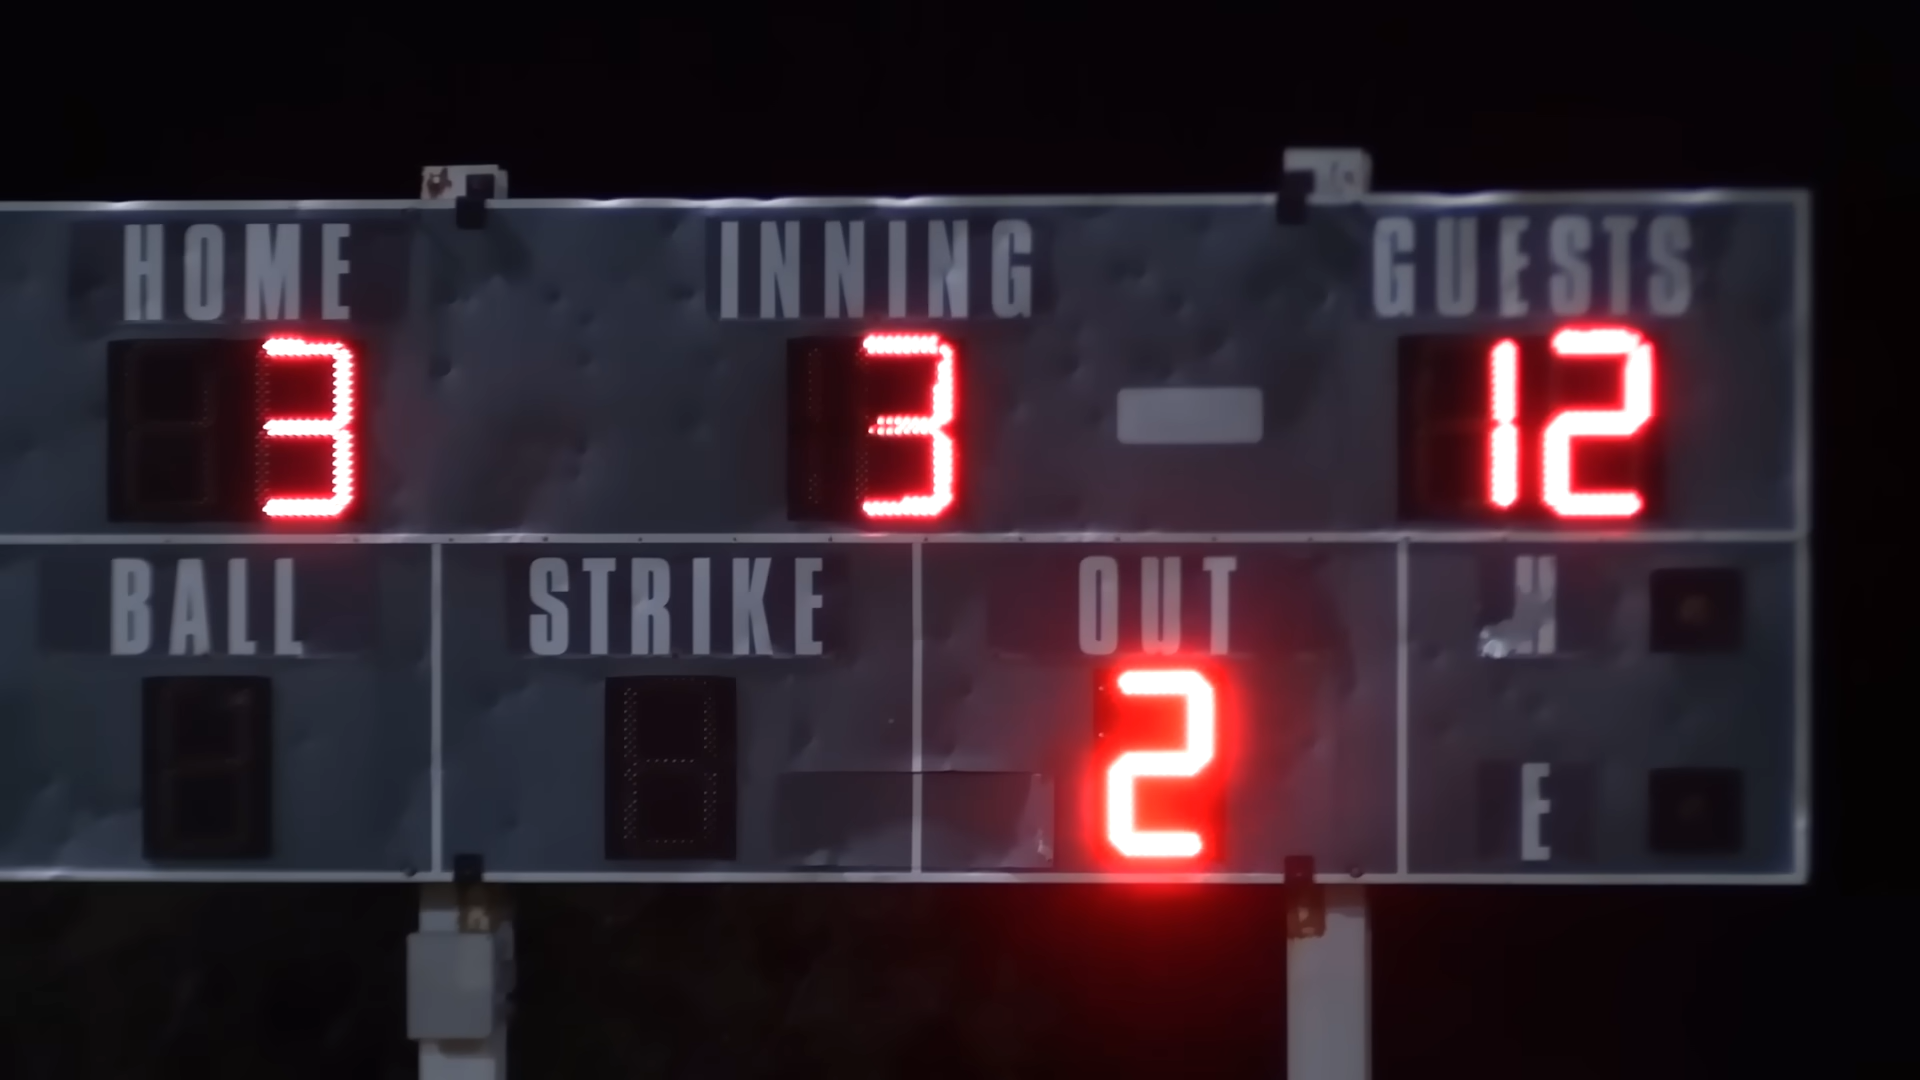 HOME INNING GUESTS
3 3 12
BALL STRIKE OUT H
2
E